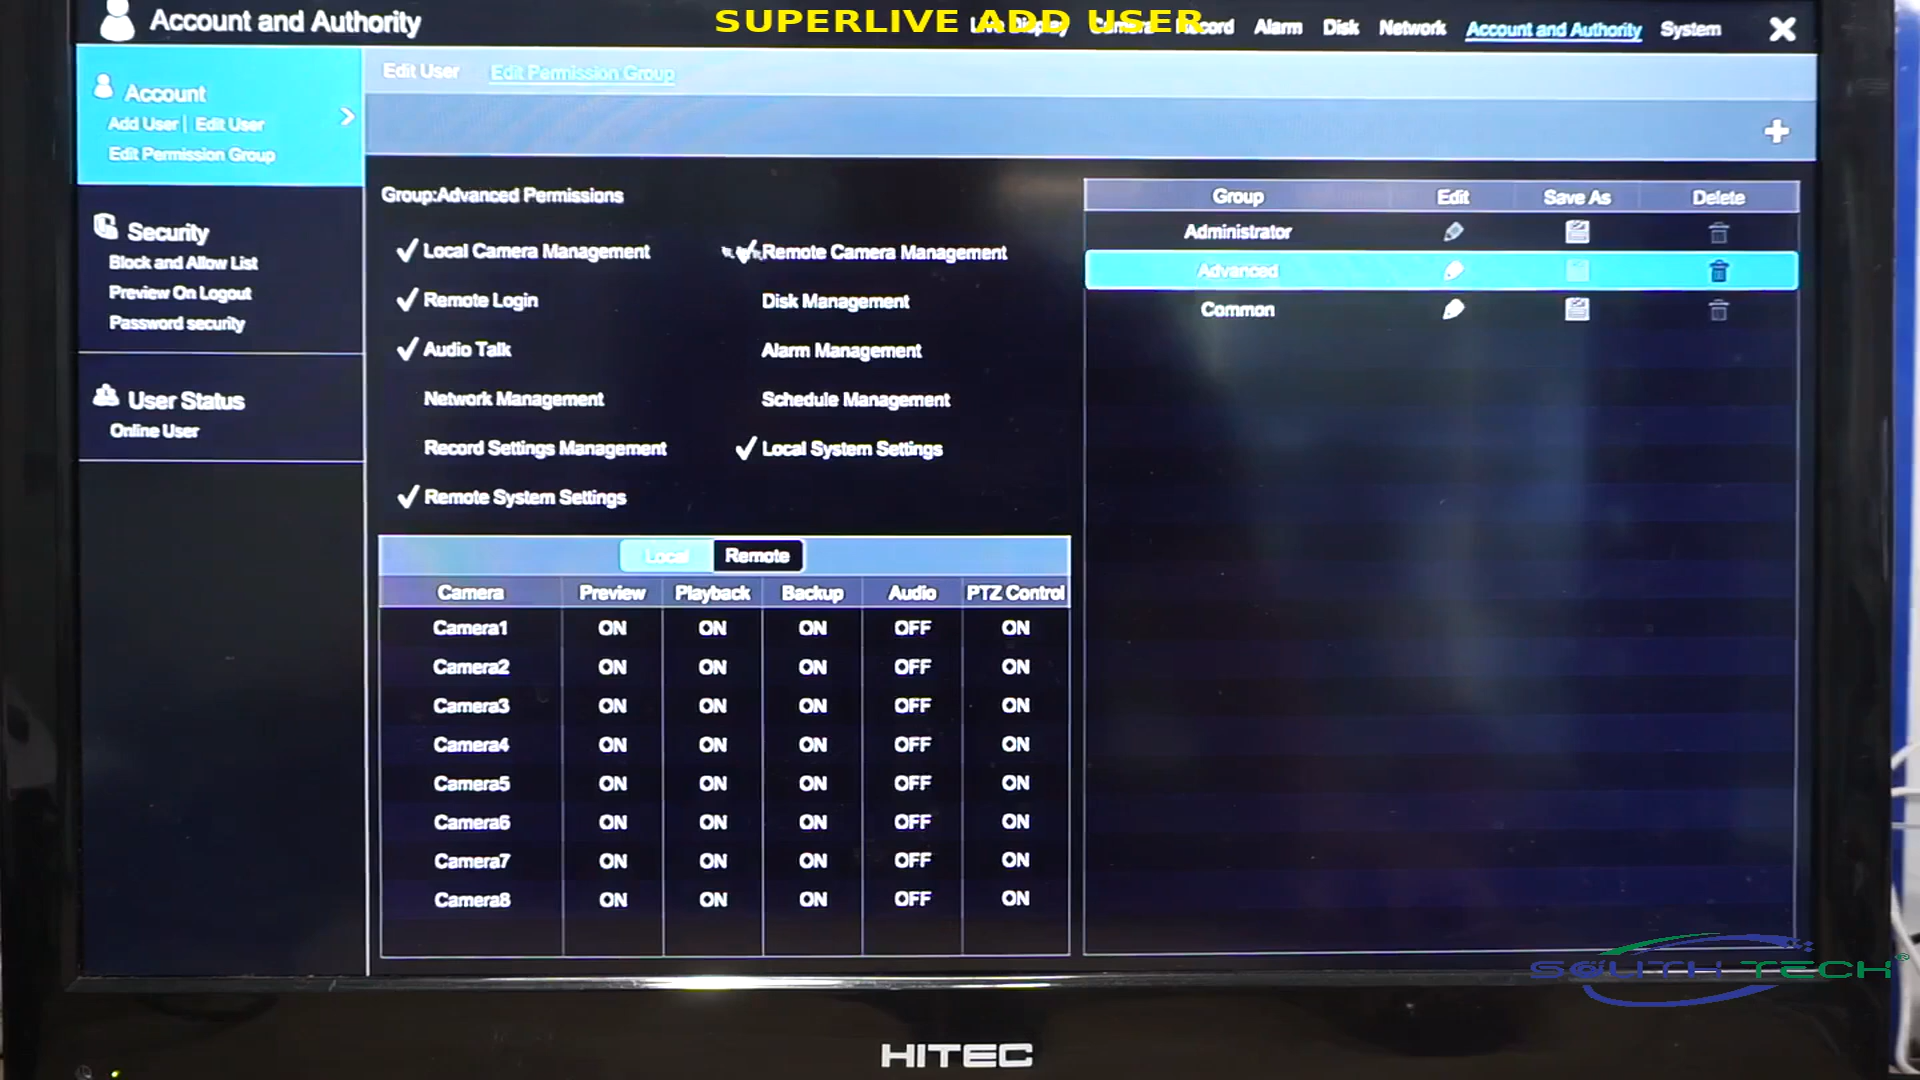 SUPERLIVE ADD USER
Account and Authority
Live Display Camera Record Alarm Disk Network Account and Authority System
Edit User Edit Permission Group
Account
Add User | Edit User
Edit Permission Group
Security
Block and Allow List
Preview On Logout
Password security
User Status
Online User
Group:Advanced Permissions
Local Camera Management Remote Camera Management
Remote Login Disk Management
Audio Talk Alarm Management
Network Management Schedule Management
Record Settings Management Local System Settings
Remote System Settings
Group Edit Save As Delete
Administrator
Advanced
Common
Local Remote
Camera Preview Playback Backup Audio PTZ Control
Camera1 ON ON ON OFF ON
Camera2 ON ON ON OFF ON
Camera3 ON ON ON OFF ON
Camera4 ON ON ON OFF ON
Camera5 ON ON ON OFF ON
Camera6 ON ON ON OFF ON
Camera7 ON ON ON OFF ON
Camera8 ON ON ON OFF ON
SOUTH TECH®
HITEC